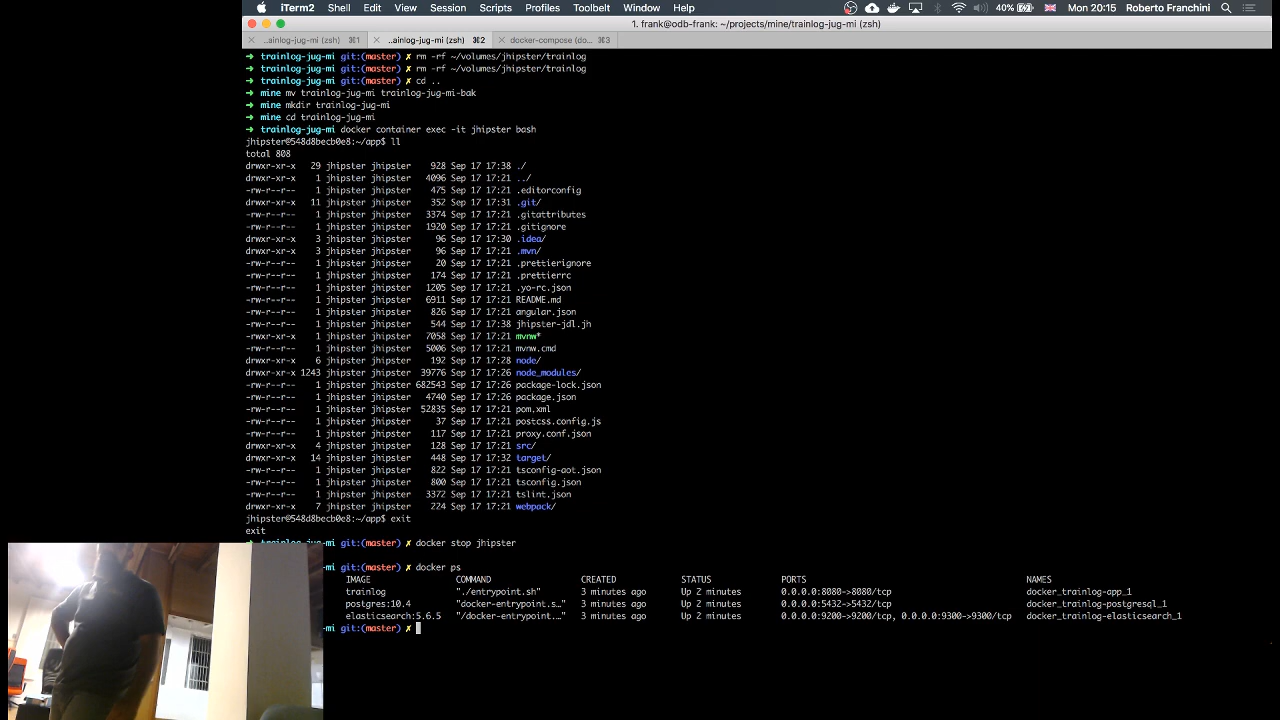 iTerm2 Shell Edit View Session Scripts Profiles Toolbelt Window Help 40% Mon 20:15 Roberto Franchini
1. frank@odb-frank: ~/projects/mine/trainlog-jug-mi (zsh)
..ainlog-jug-mi (zsh) ⌘1 ..ainlog-jug-mi (zsh) ⌘2 docker-compose (do... ⌘3
➜ trainlog-jug-mi git:(master) ✗ rm -rf ~/volumes/jhipster/trainlog
➜ trainlog-jug-mi git:(master) ✗ rm -rf ~/volumes/jhipster/trainlog
➜ trainlog-jug-mi git:(master) ✗ cd ..
➜ mine mv trainlog-jug-mi trainlog-jug-mi-bak
➜ mine mkdir trainlog-jug-mi
➜ mine cd trainlog-jug-mi
➜ trainlog-jug-mi docker container exec -it jhipster bash
jhipster@548d8becb0e8:~/app$ ll
total 808
drwxr-xr-x 29 jhipster jhipster 928 Sep 17 17:38 ./
drwxr-xr-x 1 jhipster jhipster 4096 Sep 17 17:21 ../
-rw-r--r-- 1 jhipster jhipster 475 Sep 17 17:21 .editorconfig
drwxr-xr-x 11 jhipster jhipster 352 Sep 17 17:31 .git/
-rw-r--r-- 1 jhipster jhipster 3374 Sep 17 17:21 .gitattributes
-rw-r--r-- 1 jhipster jhipster 1920 Sep 17 17:21 .gitignore
drwxr-xr-x 3 jhipster jhipster 96 Sep 17 17:30 .idea/
drwxr-xr-x 3 jhipster jhipster 96 Sep 17 17:21 .mvn/
-rw-r--r-- 1 jhipster jhipster 20 Sep 17 17:21 .prettierignore
-rw-r--r-- 1 jhipster jhipster 174 Sep 17 17:21 .prettierrc
-rw-r--r-- 1 jhipster jhipster 1205 Sep 17 17:21 .yo-rc.json
-rw-r--r-- 1 jhipster jhipster 6911 Sep 17 17:21 README.md
-rw-r--r-- 1 jhipster jhipster 826 Sep 17 17:21 angular.json
-rw-r--r-- 1 jhipster jhipster 544 Sep 17 17:38 jhipster-jdl.jh
-rw-r--r-- 1 jhipster jhipster 7058 Sep 17 17:21 mvnw*
-rw-r--r-- 1 jhipster jhipster 5006 Sep 17 17:21 mvnw.cmd
drwxr-xr-x 6 jhipster jhipster 192 Sep 17 17:28 node/
drwxr-xr-x 1243 jhipster jhipster 39776 Sep 17 17:26 node_modules/
-rw-r--r-- 1 jhipster jhipster 682543 Sep 17 17:26 package-lock.json
-rw-r--r-- 1 jhipster jhipster 4740 Sep 17 17:26 package.json
-rw-r--r-- 1 jhipster jhipster 52835 Sep 17 17:21 pom.xml
-rw-r--r-- 1 jhipster jhipster 37 Sep 17 17:21 postcss.config.js
-rw-r--r-- 1 jhipster jhipster 117 Sep 17 17:21 proxy.conf.json
drwxr-xr-x 4 jhipster jhipster 128 Sep 17 17:21 src/
drwxr-xr-x 14 jhipster jhipster 448 Sep 17 17:32 target/
-rw-r--r-- 1 jhipster jhipster 822 Sep 17 17:21 tsconfig-aot.json
-rw-r--r-- 1 jhipster jhipster 800 Sep 17 17:21 tsconfig.json
-rw-r--r-- 1 jhipster jhipster 3372 Sep 17 17:21 tslint.json
drwxr-xr-x 7 jhipster jhipster 224 Sep 17 17:21 webpack/
jhipster@548d8becb0e8:~/app$ exit
exit
➜ trainlog-jug-mi git:(master) ✗ docker stop jhipster
-mi git:(master) ✗ docker ps
IMAGE COMMAND CREATED STATUS PORTS NAMES
trainlog "./entrypoint.sh" 3 minutes ago Up 2 minutes 0.0.0.0:8080->8080/tcp docker_trainlog-app_1
postgres:10.4 "docker-entrypoint.s…" 3 minutes ago Up 2 minutes 0.0.0.0:5432->5432/tcp docker_trainlog-postgresql_1
elasticsearch:5.6.5 "/docker-entrypoint.…" 3 minutes ago Up 2 minutes 0.0.0.0:9200->9200/tcp, 0.0.0.0:9300->9300/tcp docker_trainlog-elasticsearch_1
-mi git:(master) ✗